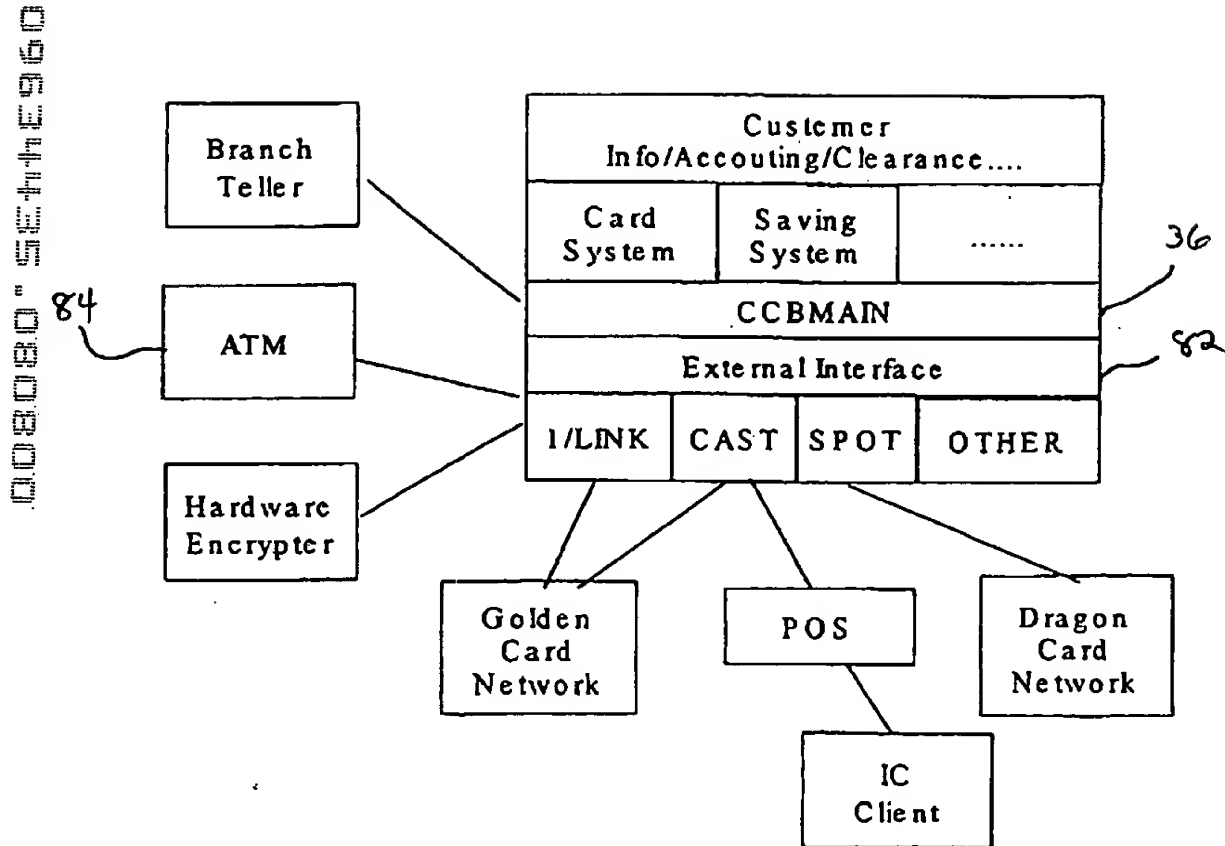 Branch
Teller
ATM
84
Hardware
Encrypter
Custemer
Info/Accouting/Clearance....
Card
System
Saving
System
......
CCBMAIN
36
External Interface
82
1/LINK
CAST
SPOT
OTHER
Golden
Card
Network
POS
Dragon
Card
Network
IC
Client